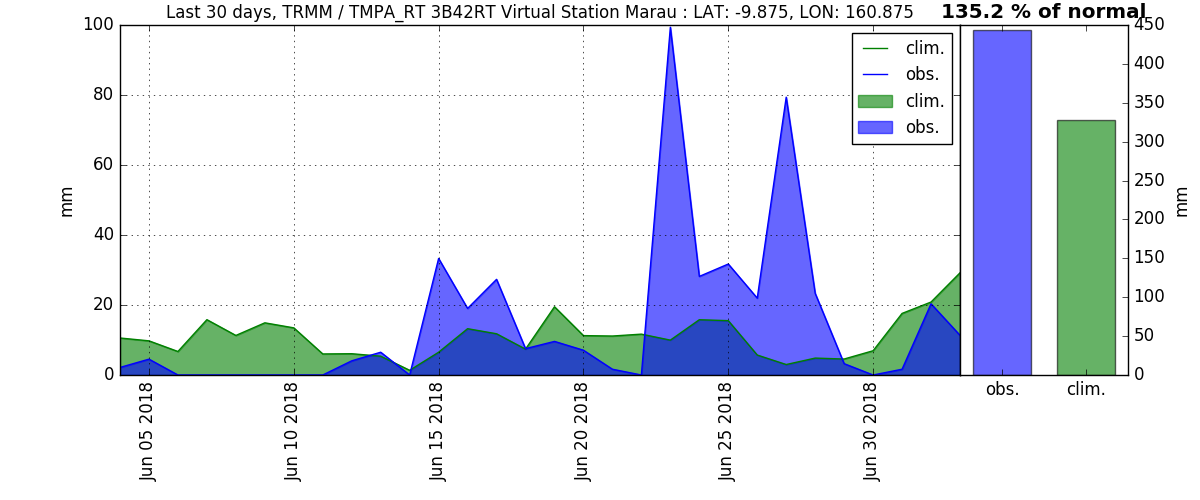 Last 30 days, TRMM / TMPA_RT 3B42RT Virtual Station Marau : LAT: -9.875, LON: 160.875
135.2 % of normal
100
80
60
40
20
0
mm
clim.
obs.
clim.
obs.
Jun 05 2018
Jun 10 2018
Jun 15 2018
Jun 20 2018
Jun 25 2018
Jun 30 2018
450
400
350
300
250
200
150
100
50
0
mm
obs.
clim.